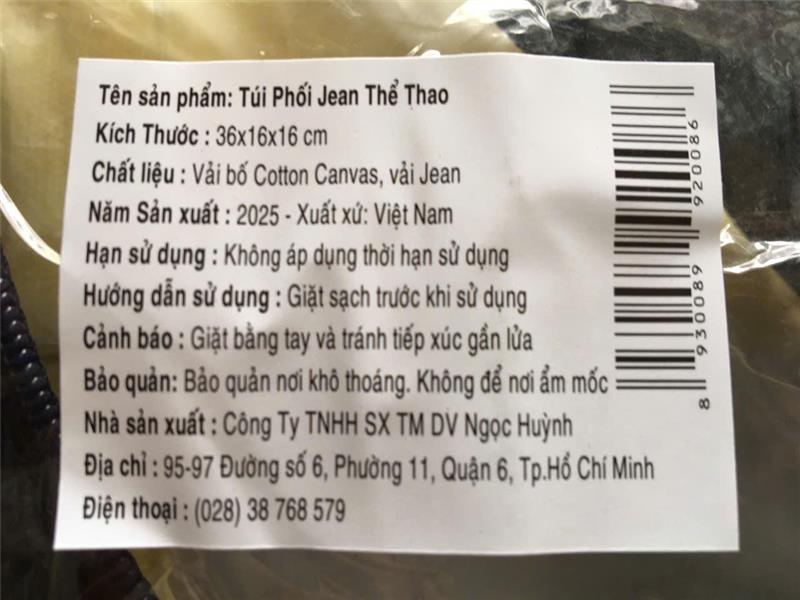 Tên sản phẩm: Túi Phối Jean Thể Thao
Kích Thước : 36x16x16 cm
Chất liệu : Vải bố Cotton Canvas, vải Jean
Năm Sản xuất : 2025 - Xuất xứ: Việt Nam
Hạn sử dụng : Không áp dụng thời hạn sử dụng
Hướng dẫn sử dụng : Giặt sạch trước khi sử dụng
Cảnh báo : Giặt bằng tay và tránh tiếp xúc gần lửa
Bảo quản: Bảo quản nơi khô thoáng. Không để nơi ẩm mốc
Nhà sản xuất : Công Ty TNHH SX TM DV Ngọc Huỳnh
Địa chỉ : 95-97 Đường số 6, Phường 11, Quận 6, Tp.Hồ Chí Minh
Điện thoại : (028) 38 768 579
8 930089 920086